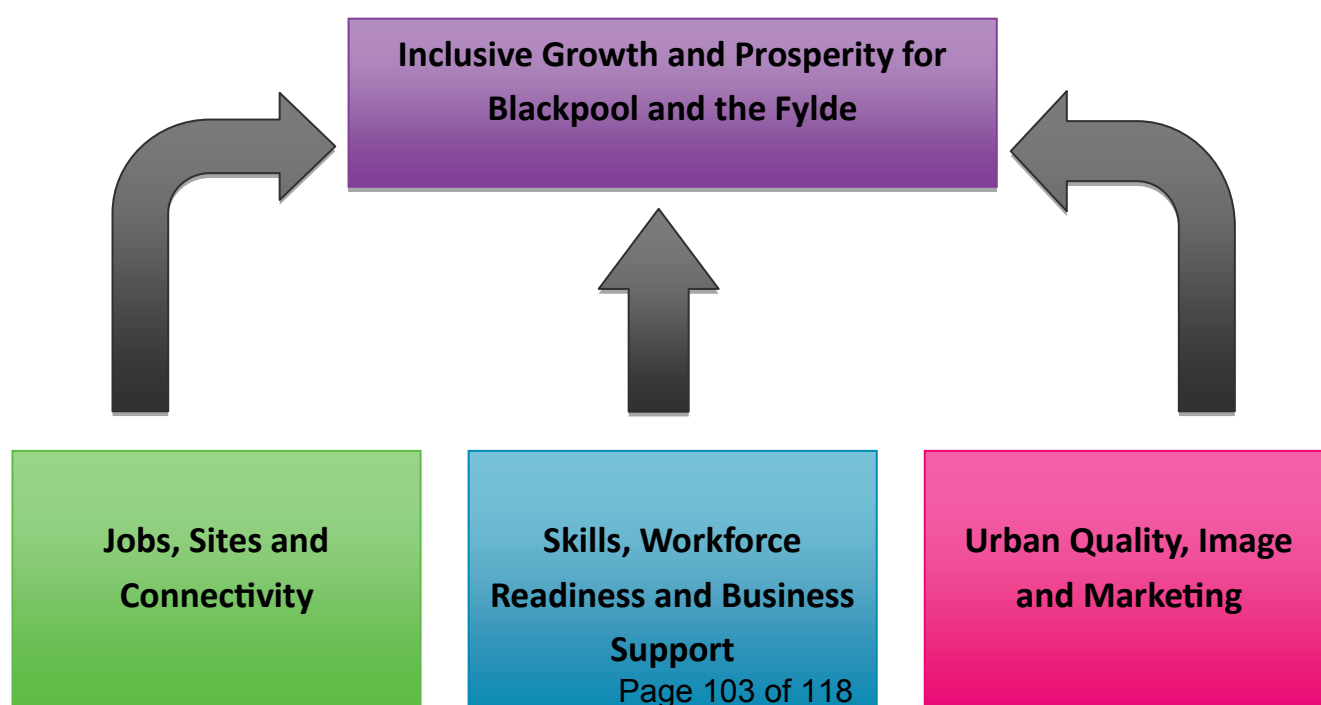 Inclusive Growth and Prosperity for
Blackpool and the Fylde
Jobs, Sites and
Connectivity
Skills, Workforce
Readiness and Business
Support
Urban Quality, Image
and Marketing
Page 103 of 118